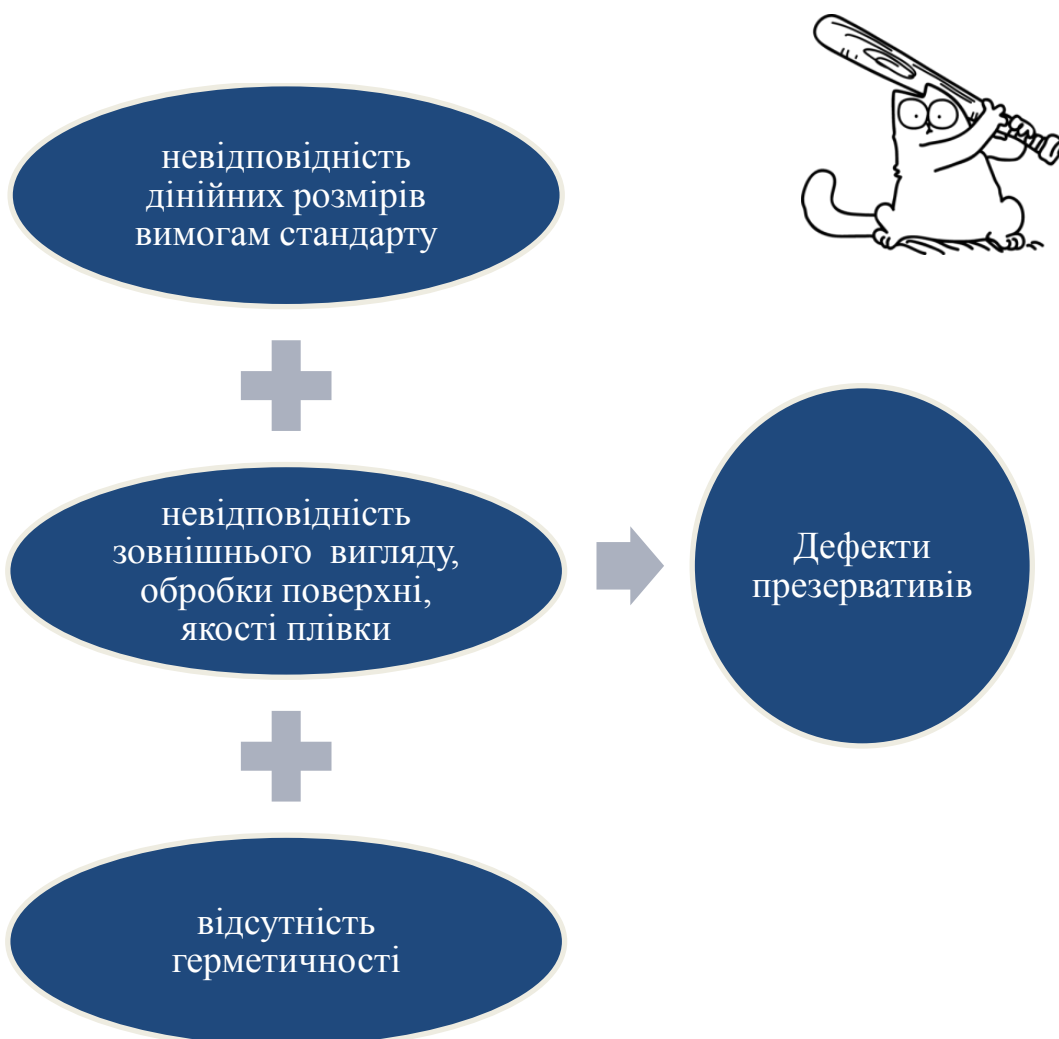 невідповідність
дінійних розмірів
вимогам стандарту
невідповідність
зовнішнього вигляду,
обробки поверхні,
якості плівки
Дефекти
презервативів
відсутність
герметичності